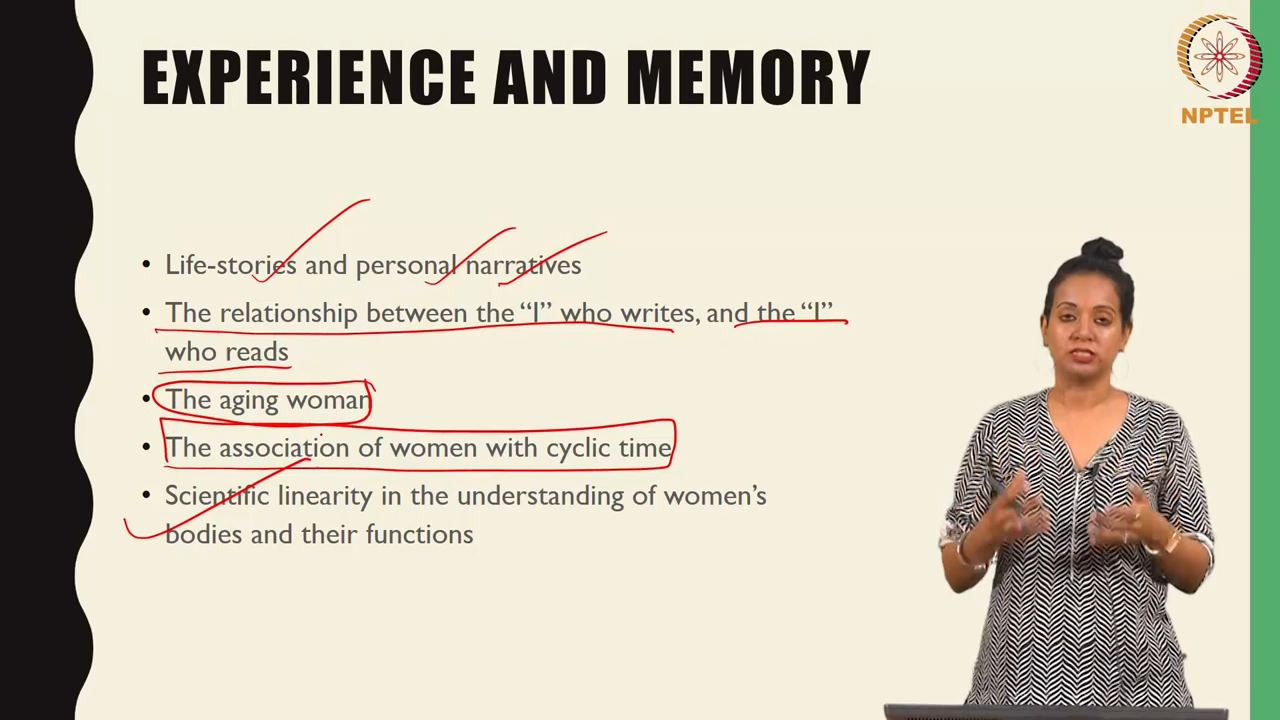 EXPERIENCE AND MEMORY
NPTEL
• Life-stories and personal narratives
• The relationship between the “I” who writes, and the “I”
who reads
• The aging woman
• The association of women with cyclic time
• Scientific linearity in the understanding of women’s
bodies and their functions